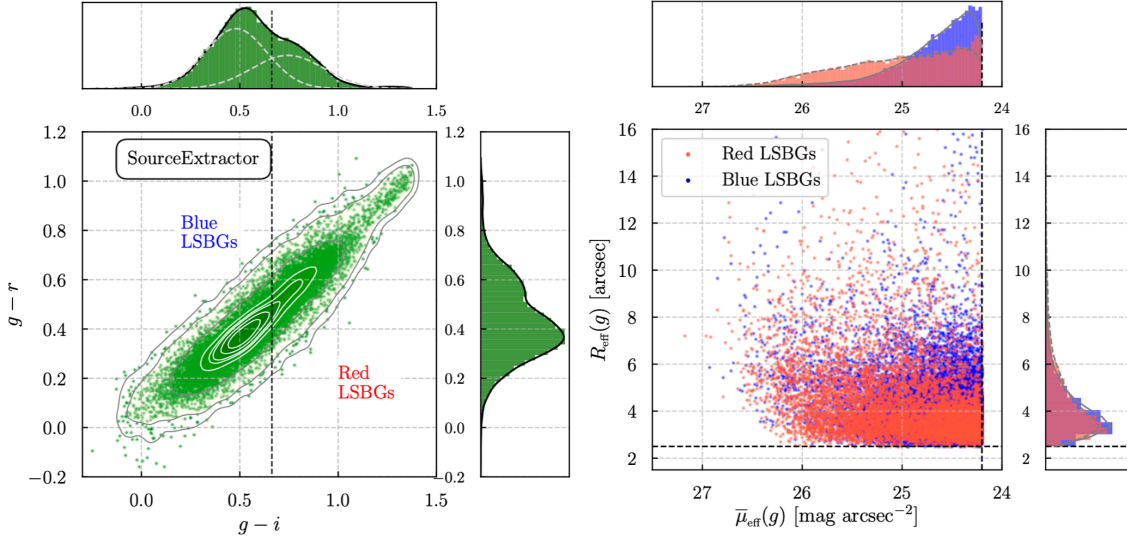 0.0 0.5 1.0 1.5
27 26 25 24
1.2
1.0
0.8
0.6
0.4
0.2
0.0
−0.2
g − r
SourceExtractor
Blue
LSBGs
Red
LSBGs
0.0 0.5 1.0 1.5
g − i
1.2
1.0
0.8
0.6
0.4
0.2
0.0
−0.2
16
14
12
10
8
6
4
2
R_eff(g) [arcsec]
Red LSBGs
Blue LSBGs
27 26 25 24
μ̅_eff(g) [mag arcsec⁻²]
16
14
12
10
8
6
4
2